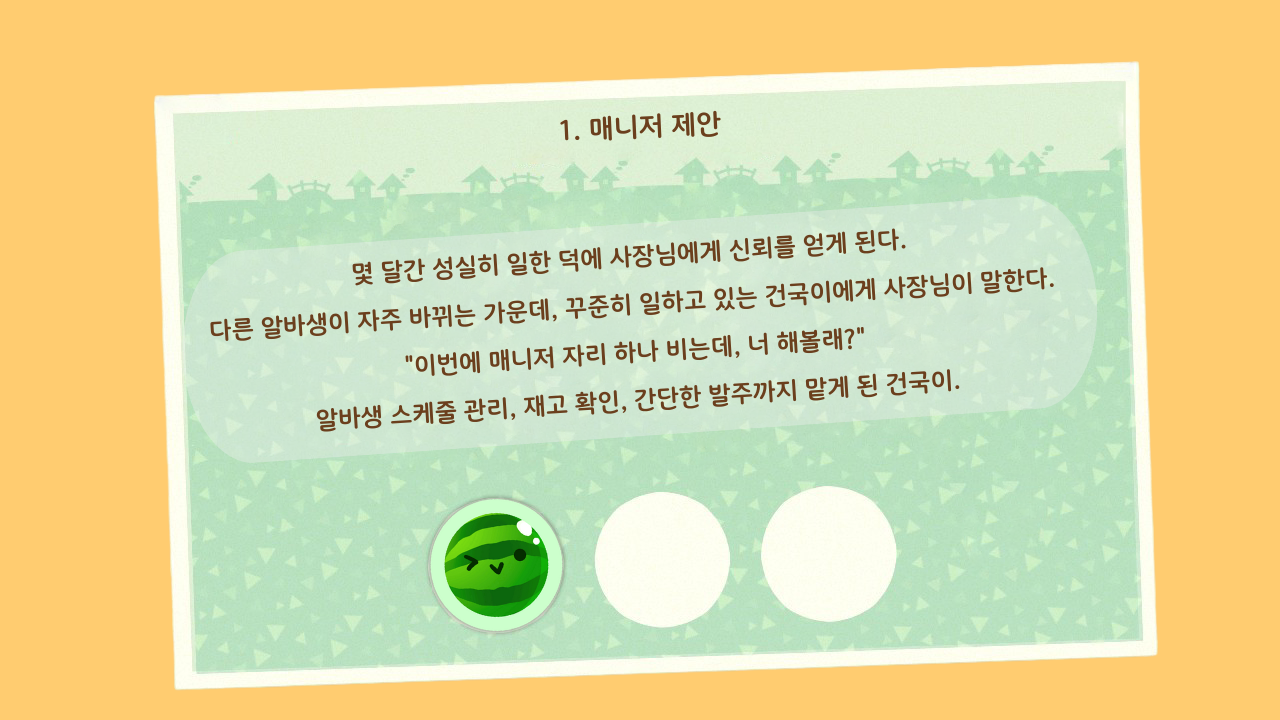 1. 매니저 제안
몇 달간 성실히 일한 덕에 사장님에게 신뢰를 얻게 된다.
다른 알바생이 자주 바뀌는 가운데, 꾸준히 일하고 있는 건국이에게 사장님이 말한다.
"이번에 매니저 자리 하나 비는데, 너 해볼래?"
알바생 스케줄 관리, 재고 확인, 간단한 발주까지 맡게 된 건국이.